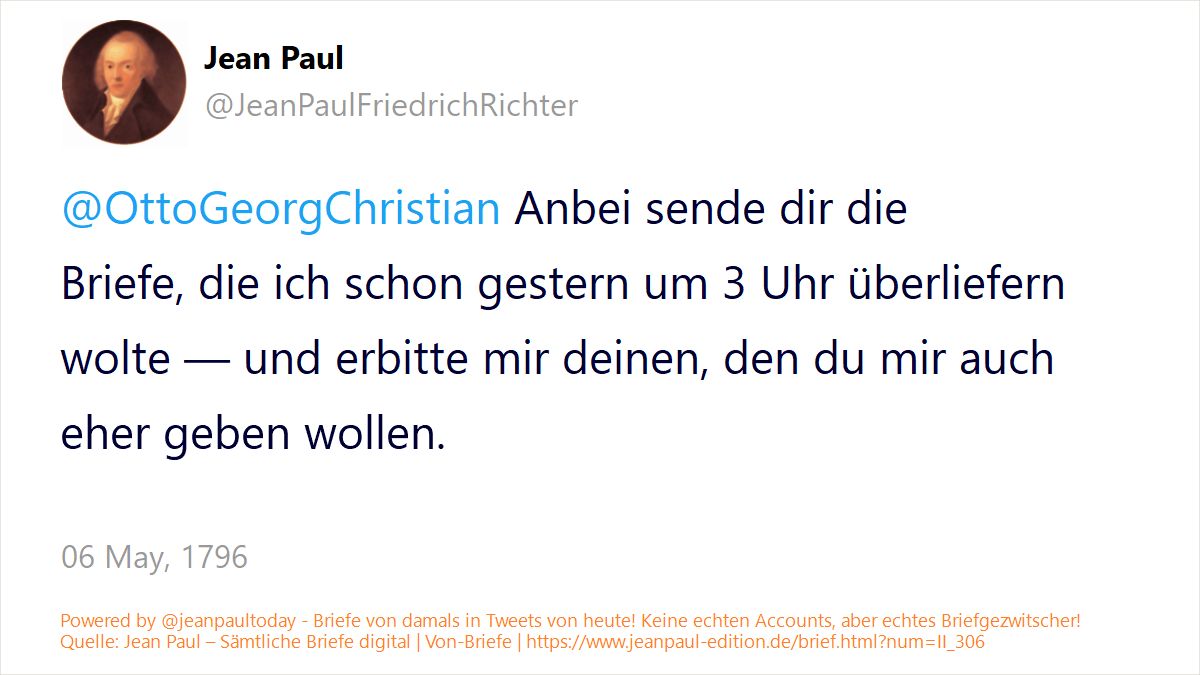 Jean Paul
@JeanPaulFriedrichRichter
@OttoGeorgChristian Anbei sende dir die
Briefe, die ich schon gestern um 3 Uhr überliefern
wolte — und erbitte mir deinen, den du mir auch
eher geben wollen.
06 May, 1796
Powered by @jeanpaultoday - Briefe von damals in Tweets von heute! Keine echten Accounts, aber echtes Briefgezwitscher!
Quelle: Jean Paul – Sämtliche Briefe digital | Von-Briefe | https://www.jeanpaul-edition.de/brief.html?num=II_306